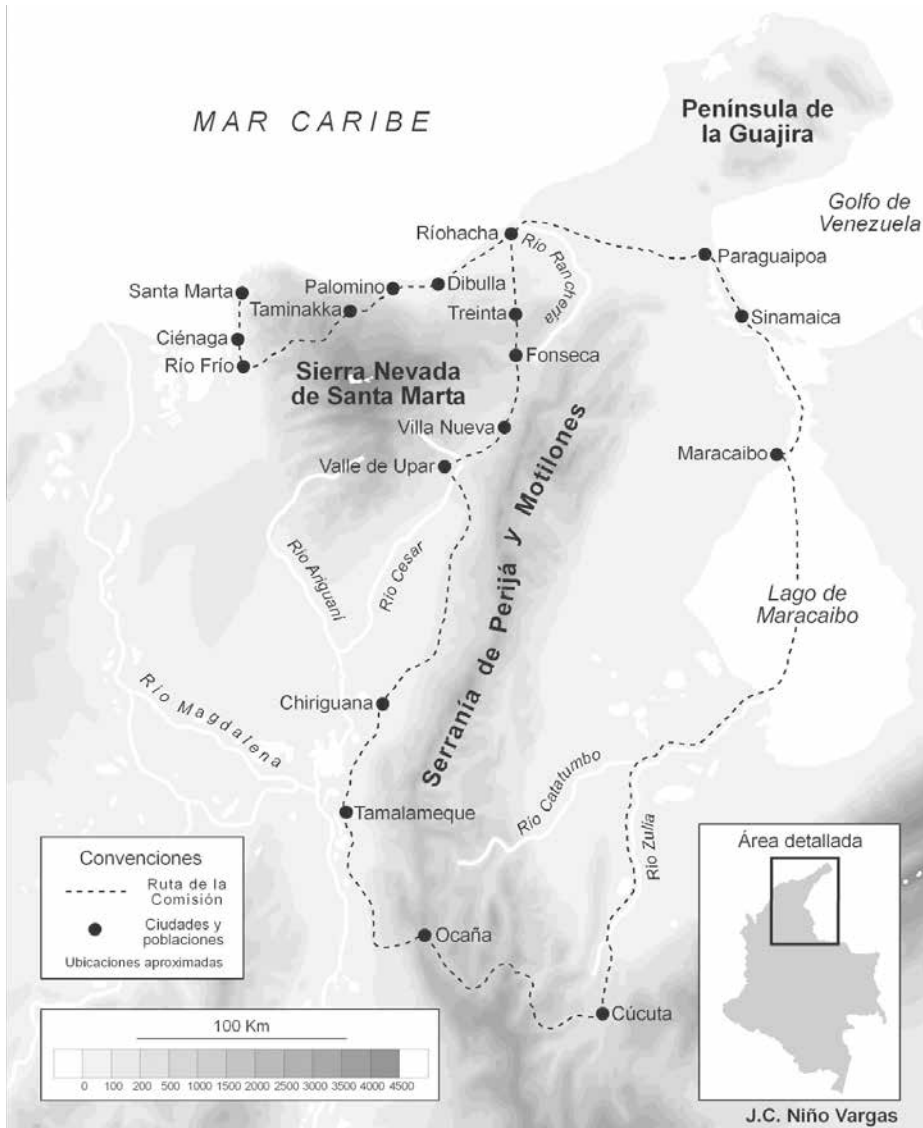 MAR CARIBE
Península de
la Guajira
Golfo de
Venezuela
Ríohacha
Río Ranchería
Paraguaipoa
Santa Marta
Palomino
Dibulla
Taminakka
Treinta
Sinamaica
Ciénaga
Río Frío
Fonseca
Sierra Nevada
de Santa Marta
Villa Nueva
Maracaibo
Valle de Upar
Serranía de Perijá y Motilones
Río Ariguaní
Río Cesar
Lago de
Maracaibo
Río Magdalena
Chiriguana
Río Catatumbo
Tamalameque
Río Zulia
Convenciones
Ruta de la
Comisión
Ciudades y
poblaciones
Ubicaciones aproximadas
Área detallada
Ocaña
Cúcuta
100 Km
0 100 200 500 1000 1500 2000 2500 3000 3500 4000 4500
J.C. Niño Vargas